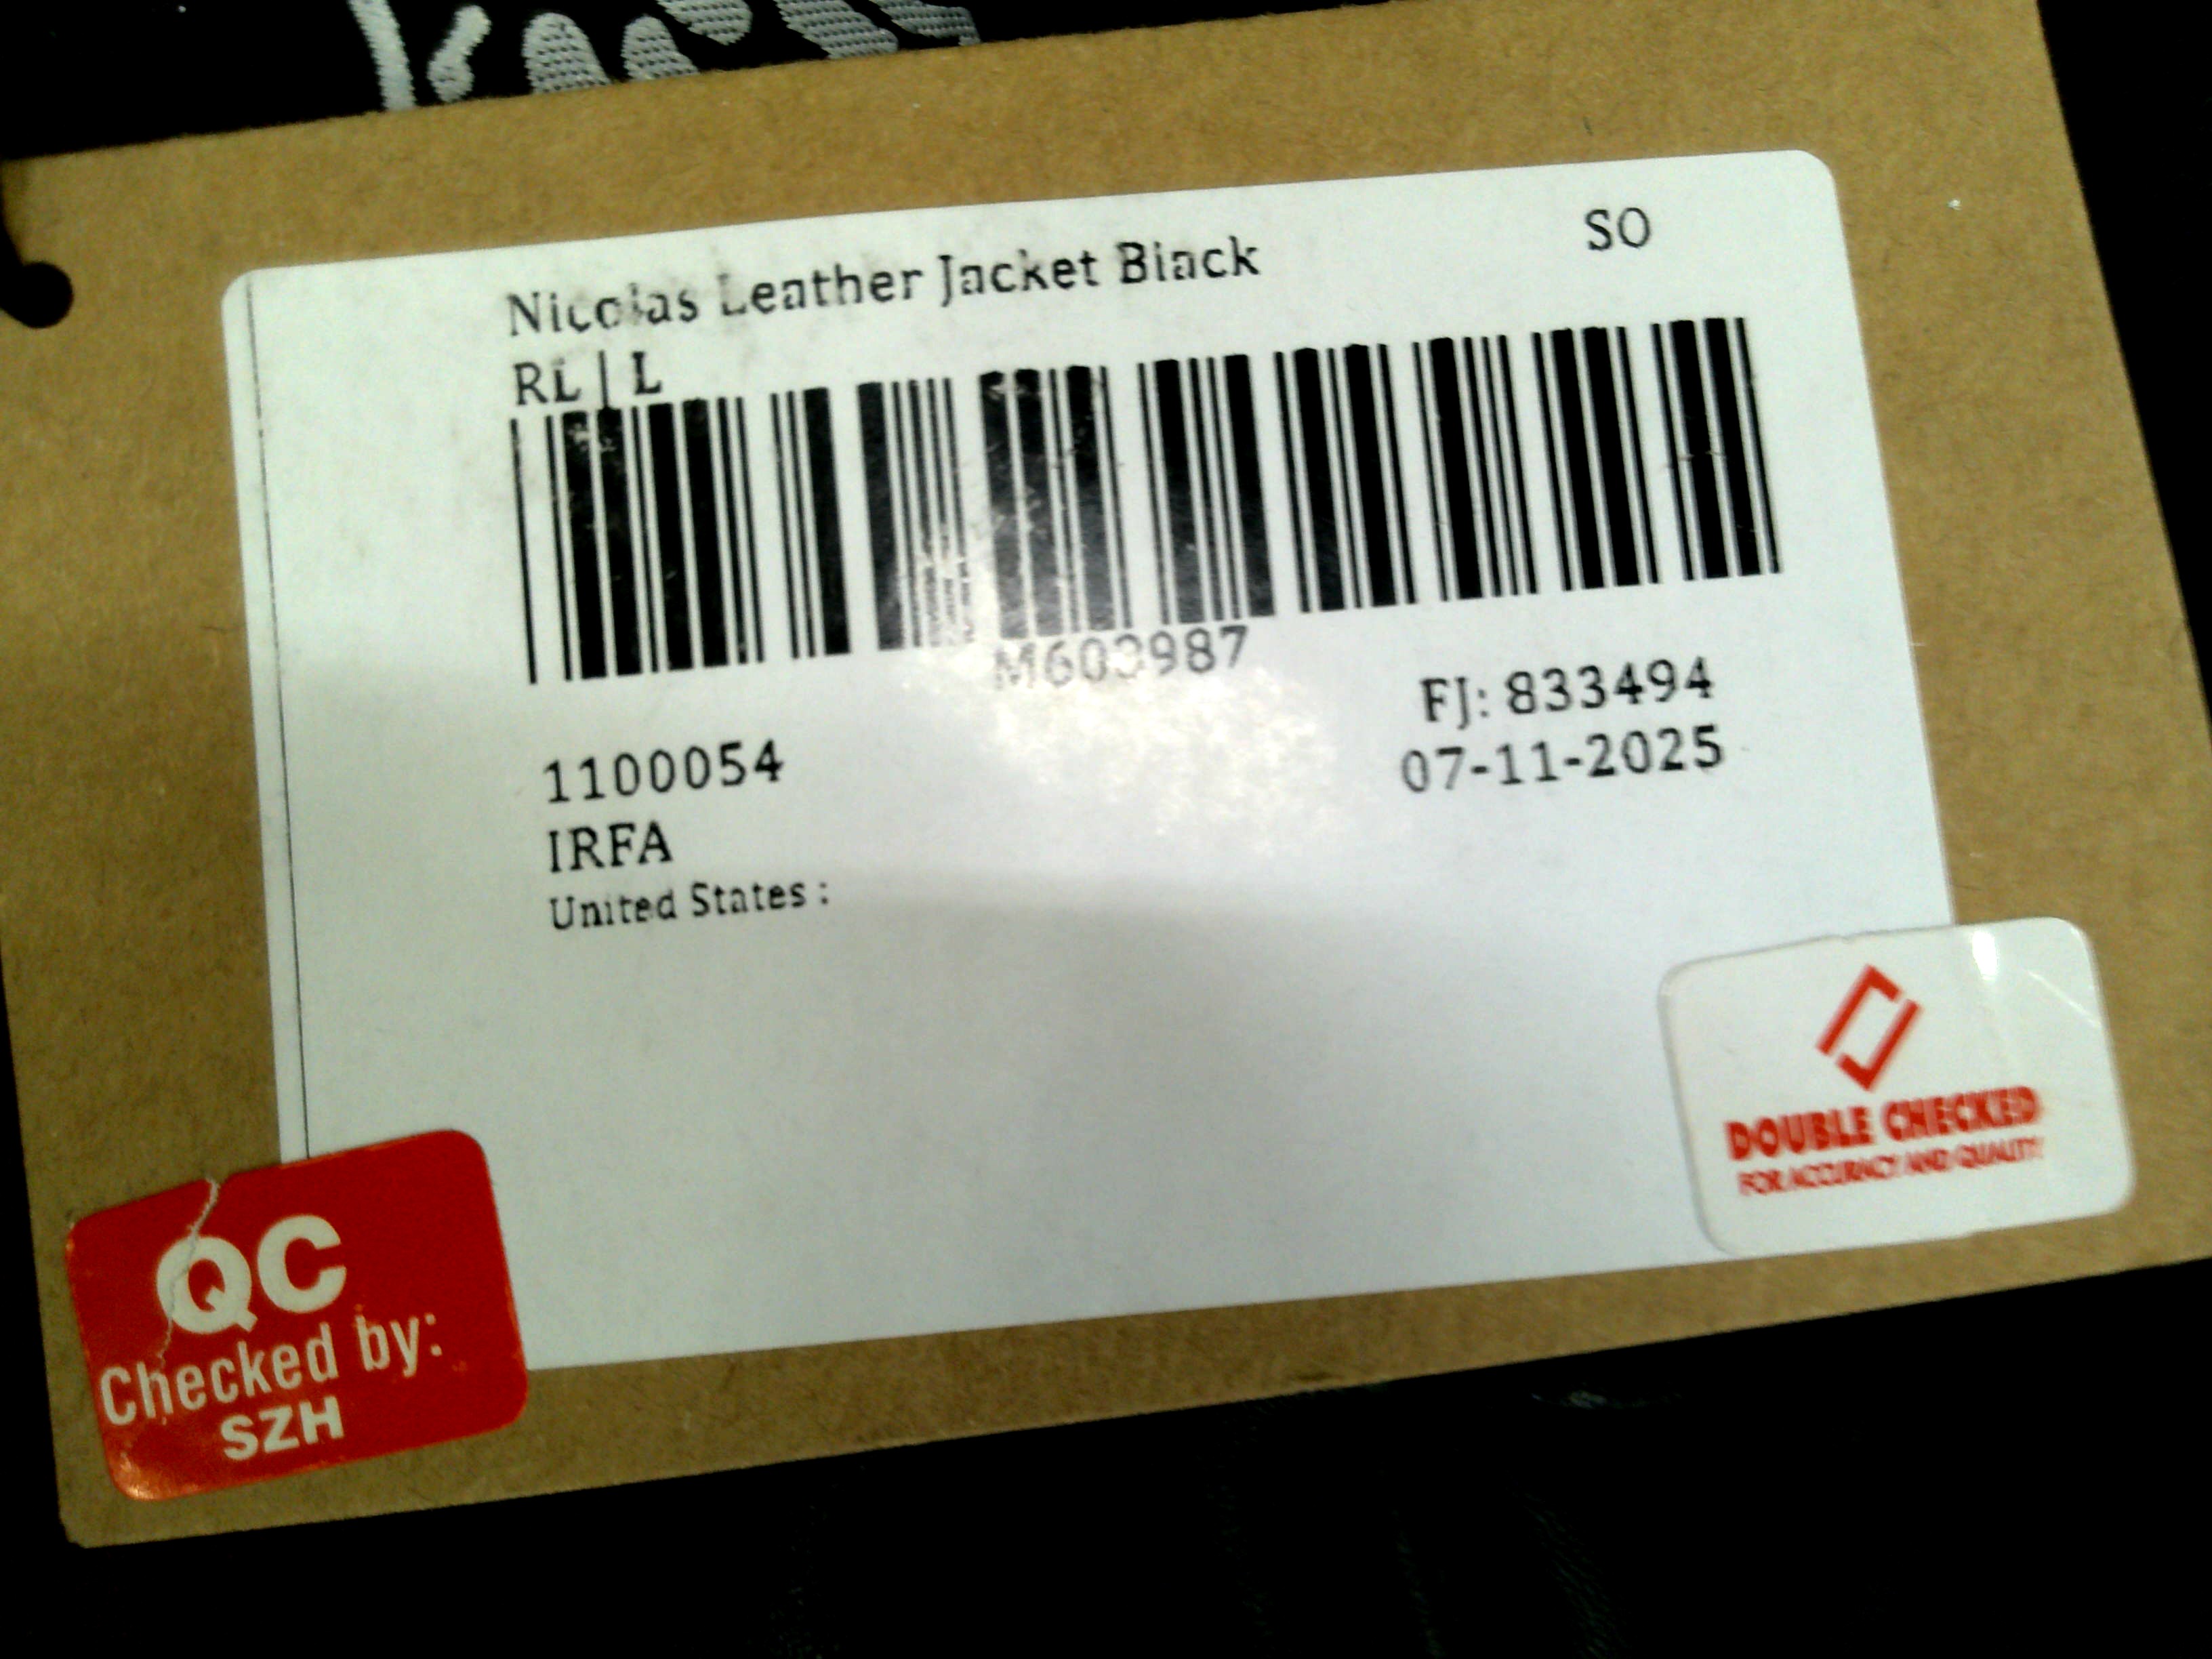 Nicolas Leather Jacket Black
SO
RL | L
M603987
FJ: 833494
07-11-2025
1100054
IRFA
United States :
DOUBLE CHECKED
FOR ACCURACY AND QUALITY
QC
Checked by:
SZH